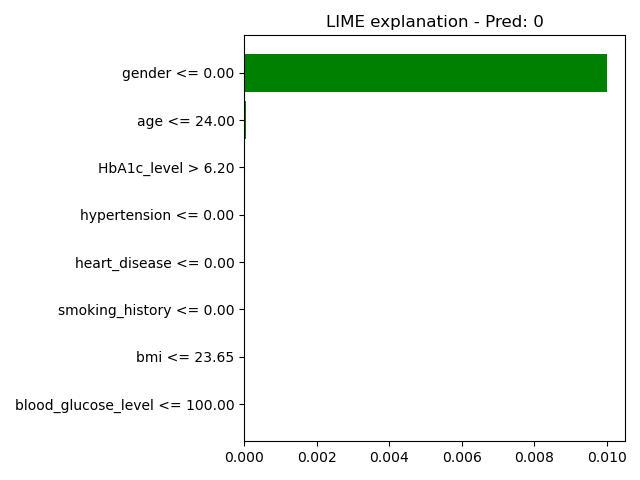 LIME explanation - Pred: 0
gender <= 0.00
age <= 24.00
HbA1c_level > 6.20
hypertension <= 0.00
heart_disease <= 0.00
smoking_history <= 0.00
bmi <= 23.65
blood_glucose_level <= 100.00
0.000 0.002 0.004 0.006 0.008 0.010